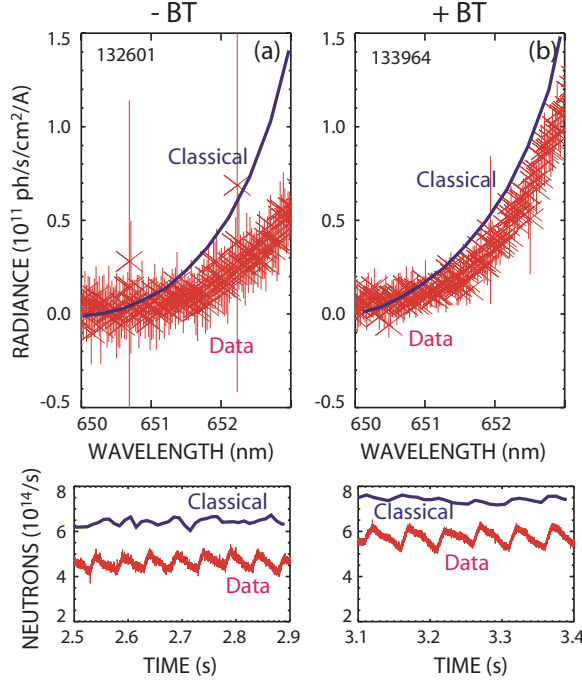 - BT + BT
1.5 1.5
132601 (a) 133964 (b)
Classical Classical
1.0 1.0
RADIANCE (10¹¹ ph/s/cm²/A)
0.5 0.5
0.0 0.0
Data Data
-0.5 -0.5
650 651 652 650 651 652
WAVELENGTH (nm) WAVELENGTH (nm)
8 8
Classical Classical
6 6
NEUTRONS (10¹⁴/s)
4 4
Data Data
2 2
2.5 2.6 2.7 2.8 2.9 3.1 3.2 3.3 3.4
TIME (s) TIME (s)